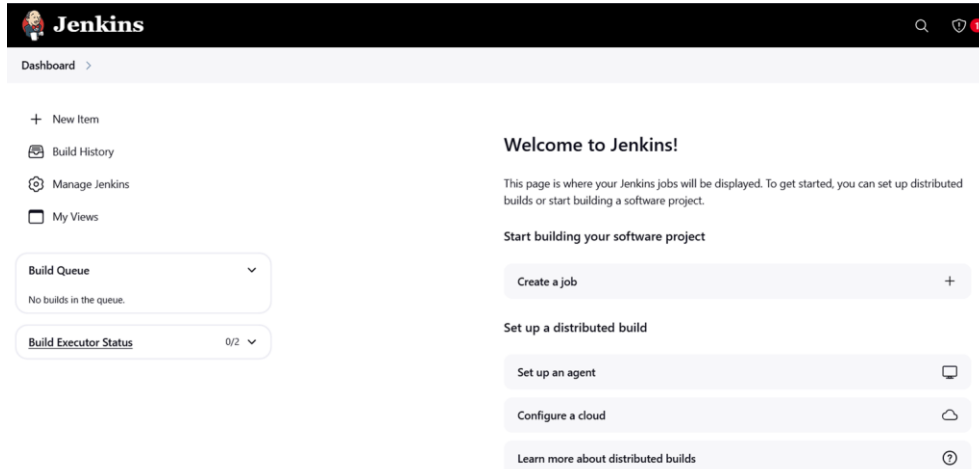 Jenkins
1
Dashboard >
New Item
Build History
Manage Jenkins
My Views
Build Queue
No builds in the queue.
Build Executor Status 0/2
Welcome to Jenkins!
This page is where your Jenkins jobs will be displayed. To get started, you can set up distributed
builds or start building a software project.
Start building your software project
Create a job
Set up a distributed build
Set up an agent
Configure a cloud
Learn more about distributed builds